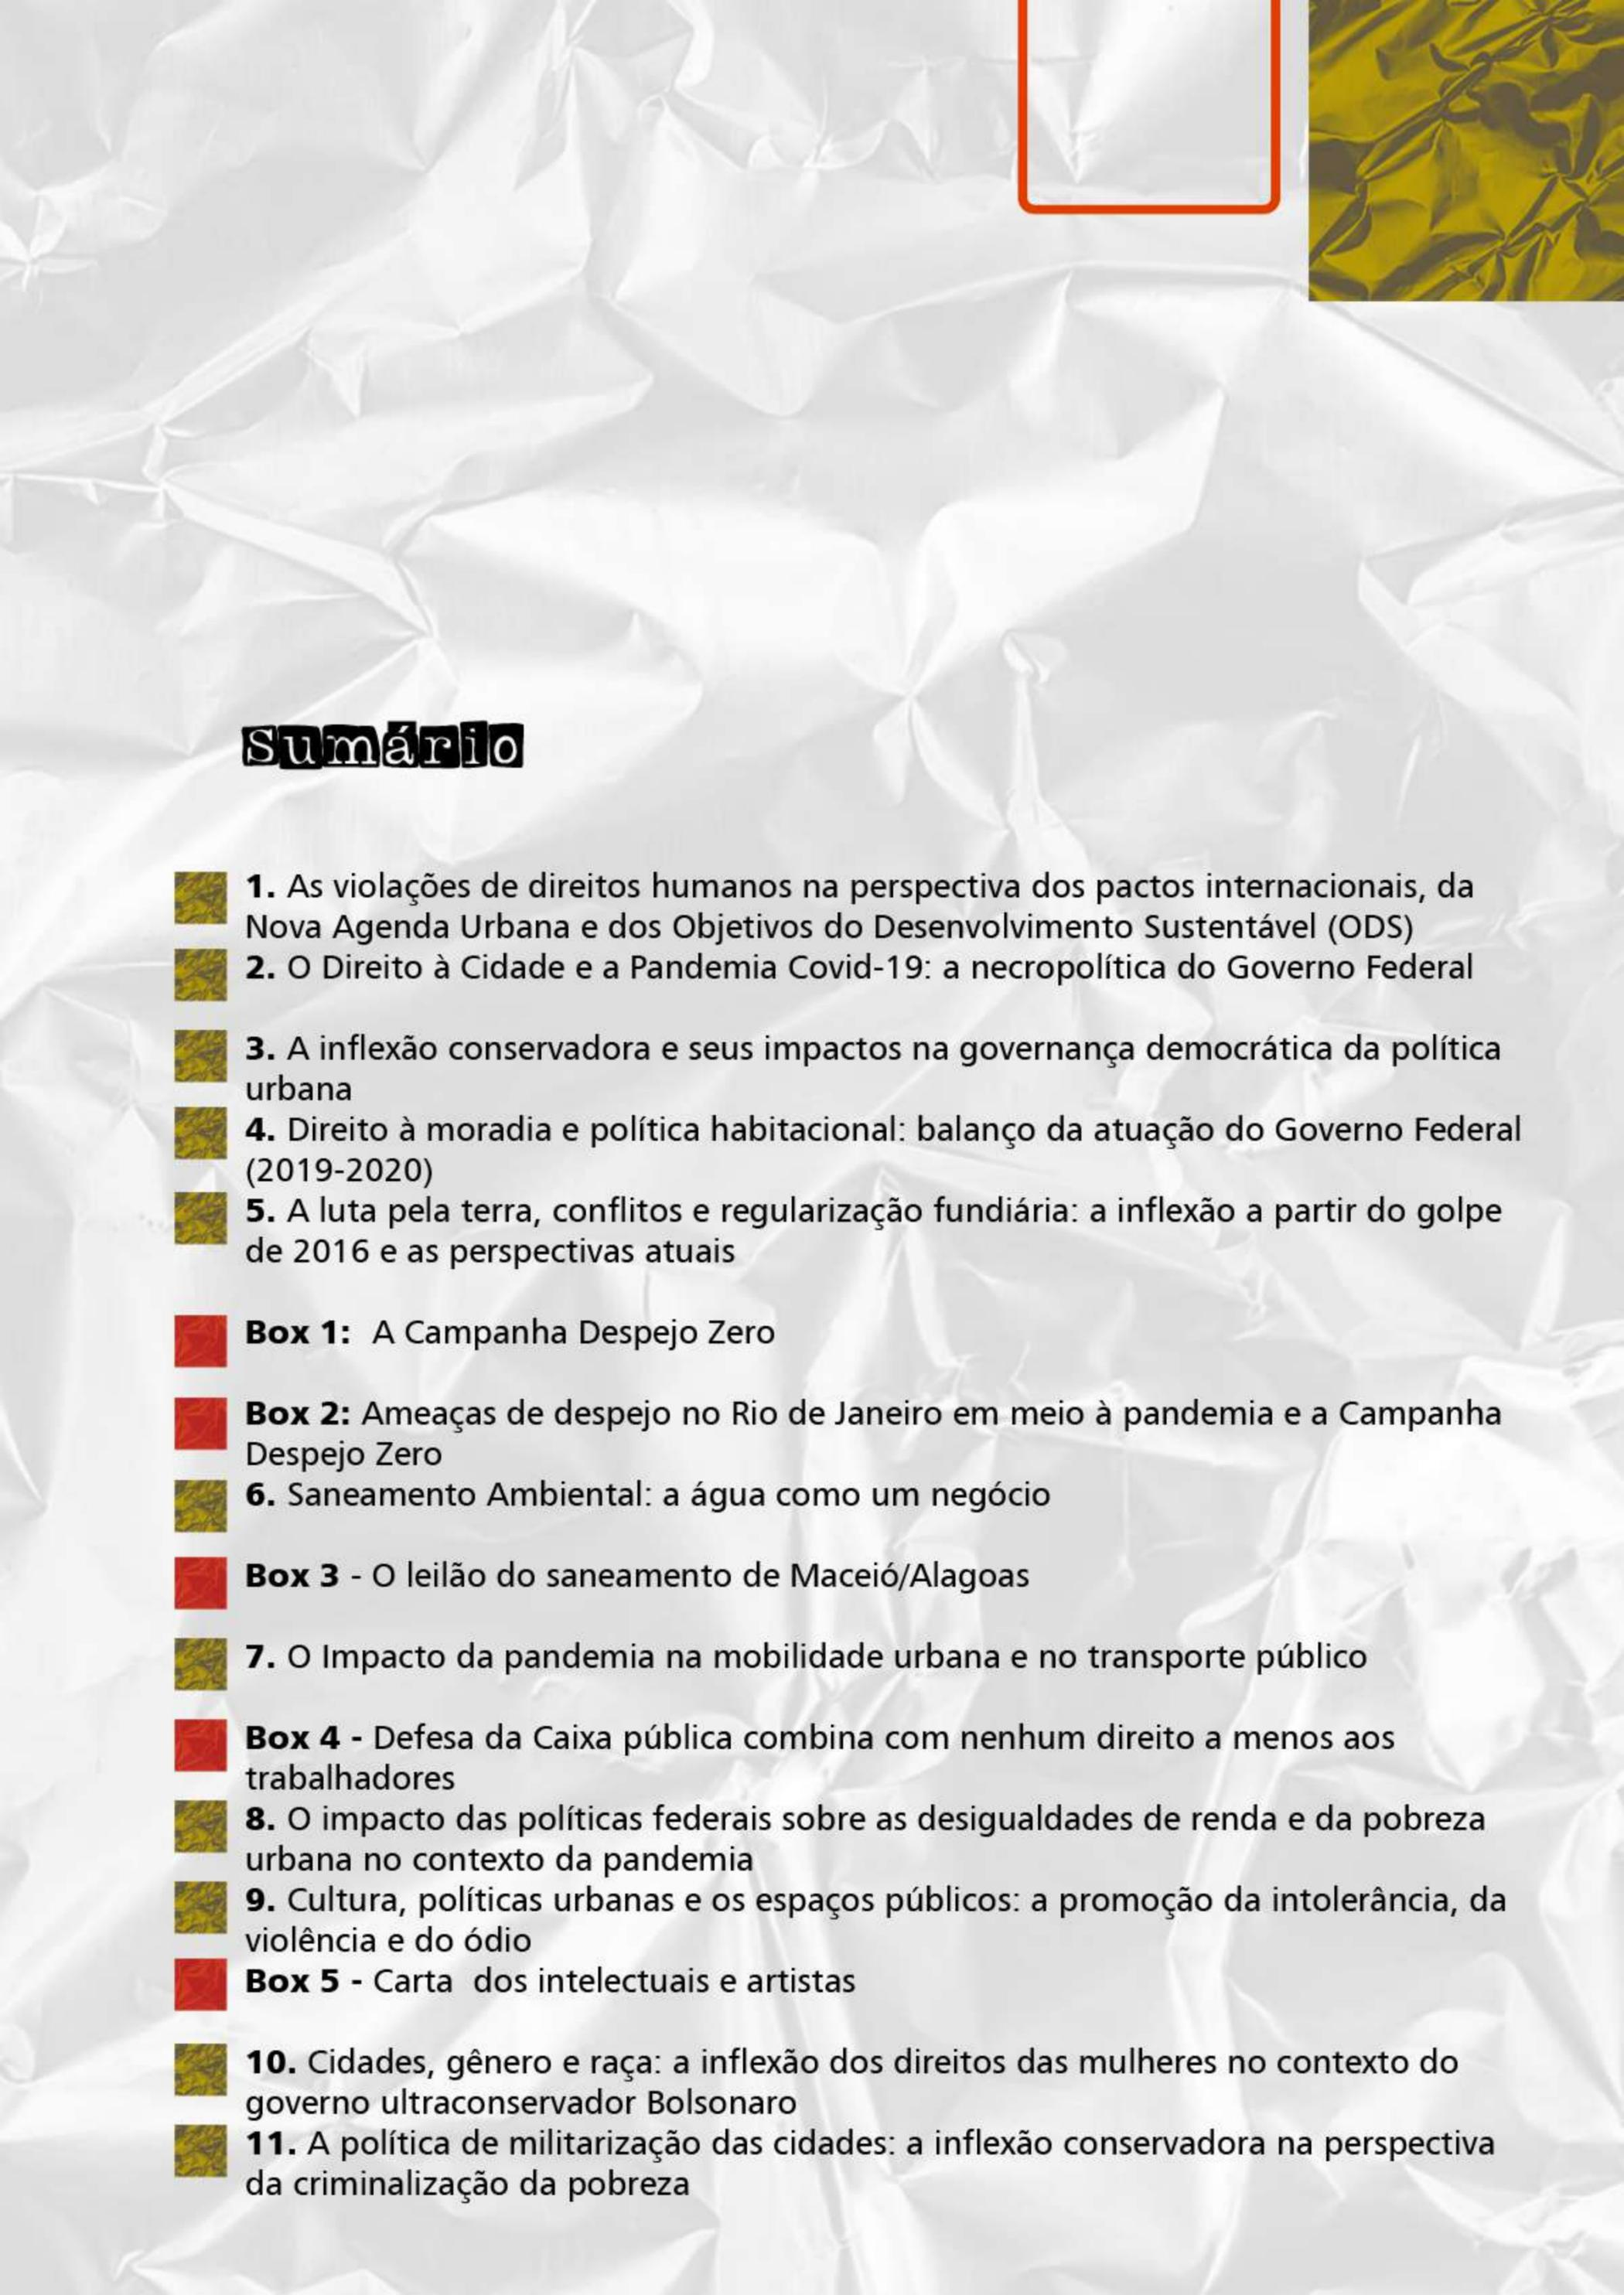 Sumário
1. As violações de direitos humanos na perspectiva dos pactos internacionais, da
Nova Agenda Urbana e dos Objetivos do Desenvolvimento Sustentável (ODS)
2. O Direito à Cidade e a Pandemia Covid-19: a necropolítica do Governo Federal
3. A inflexão conservadora e seus impactos na governança democrática da política
urbana
4. Direito à moradia e política habitacional: balanço da atuação do Governo Federal
(2019-2020)
5. A luta pela terra, conflitos e regularização fundiária: a inflexão a partir do golpe
de 2016 e as perspectivas atuais
Box 1: A Campanha Despejo Zero
Box 2: Ameaças de despejo no Rio de Janeiro em meio à pandemia e a Campanha
Despejo Zero
6. Saneamento Ambiental: a água como um negócio
Box 3 - O leilão do saneamento de Maceió/Alagoas
7. O Impacto da pandemia na mobilidade urbana e no transporte público
Box 4 - Defesa da Caixa pública combina com nenhum direito a menos aos
trabalhadores
8. O impacto das políticas federais sobre as desigualdades de renda e da pobreza
urbana no contexto da pandemia
9. Cultura, políticas urbanas e os espaços públicos: a promoção da intolerância, da
violência e do ódio
Box 5 - Carta dos intelectuais e artistas
10. Cidades, gênero e raça: a inflexão dos direitos das mulheres no contexto do
governo ultraconservador Bolsonaro
11. A política de militarização das cidades: a inflexão conservadora na perspectiva
da criminalização da pobreza